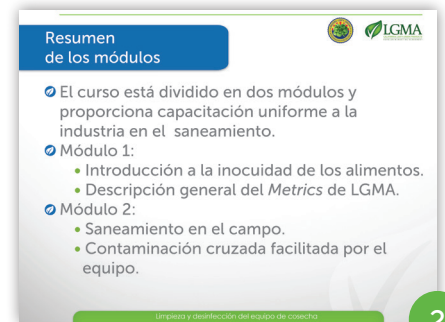 Resumen
de los módulos
LGMA
El curso está dividido en dos módulos y
proporciona capacitación uniforme a la
industria en el saneamiento.
Módulo 1:
• Introducción a la inocuidad de los alimentos.
• Descripción general del Metrics de LGMA.
Módulo 2:
• Saneamiento en el campo.
• Contaminación cruzada facilitada por el
equipo.
Limpieza y desinfección del equipo de cosecha
2